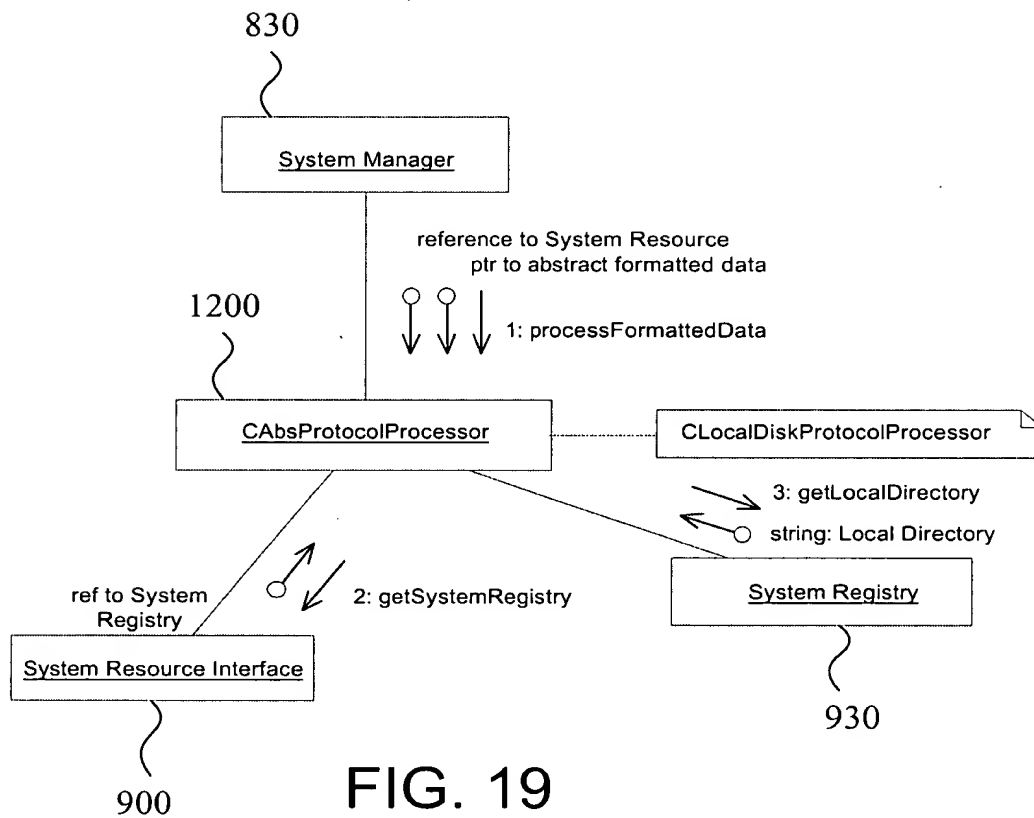 830
System Manager
reference to System Resource
ptr to abstract formatted data
1200
1: processFormattedData
CAbsProtocolProcessor
CLocalDiskProtocolProcessor
3: getLocalDirectory
string: Local Directory
ref to System
Registry
2: getSystemRegistry
System Registry
System Resource Interface
930
900
FIG. 19